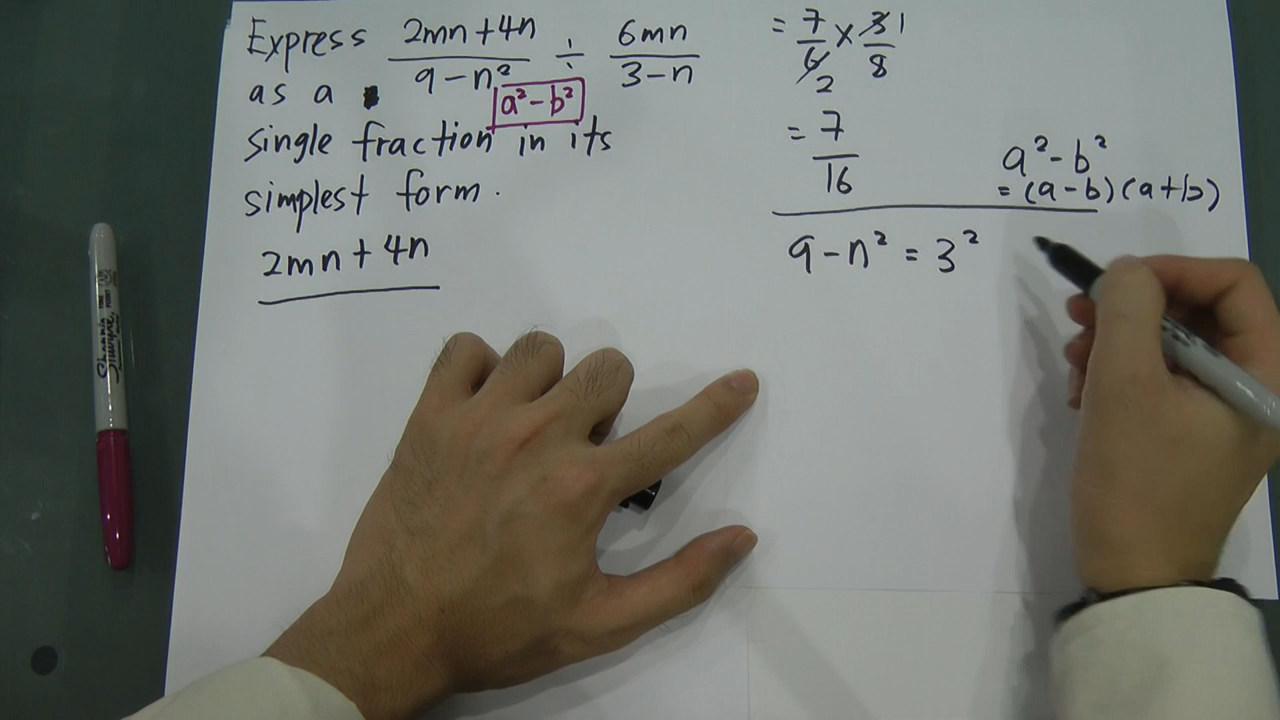 Express (2mn+4n)/(9-n²) ÷ (6mn)/(3-n)
as a
a²-b²
single fraction in its
simplest form.
2mn+4n
= 7/6 × 3/8
2 1
= 7/16
a²-b²
=(a-b)(a+b)
9-n² = 3²
Sharpie